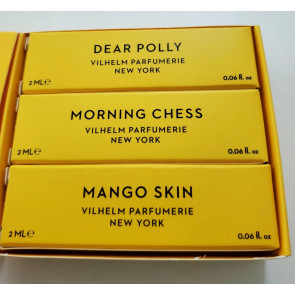 DEAR POLLY
VILHELM PARFUMERIE
NEW YORK
2 ML℮ 0.06 fl. oz
MORNING CHESS
VILHELM PARFUMERIE
NEW YORK
2 ML℮ 0.06 fl. oz
MANGO SKIN
VILHELM PARFUMERIE
NEW YORK
2 ML℮ 0.06 fl. oz